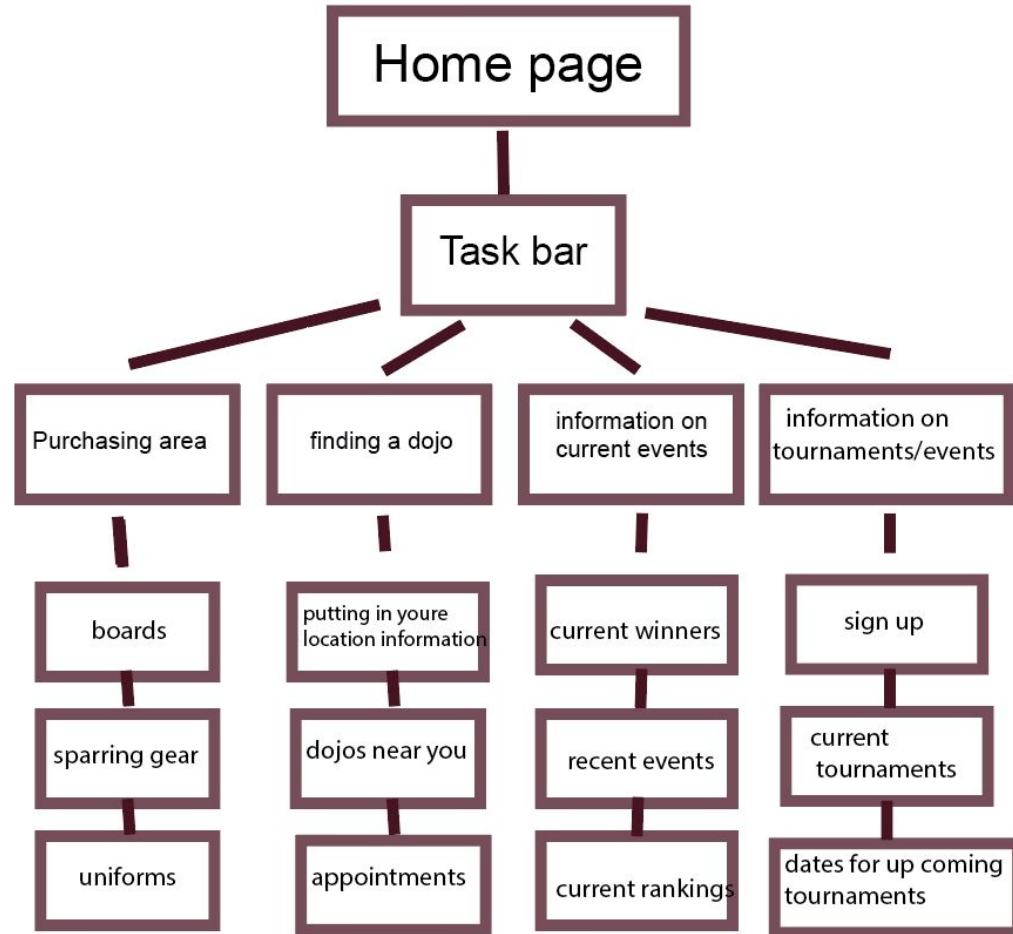 Home page
Task bar
Purchasing area
finding a dojo
information on
current events
information on
tournaments/events
boards
putting in youre
location information
current winners
sign up
sparring gear
dojos near you
recent events
current
tournaments
uniforms
appointments
current rankings
dates for up coming
tournaments